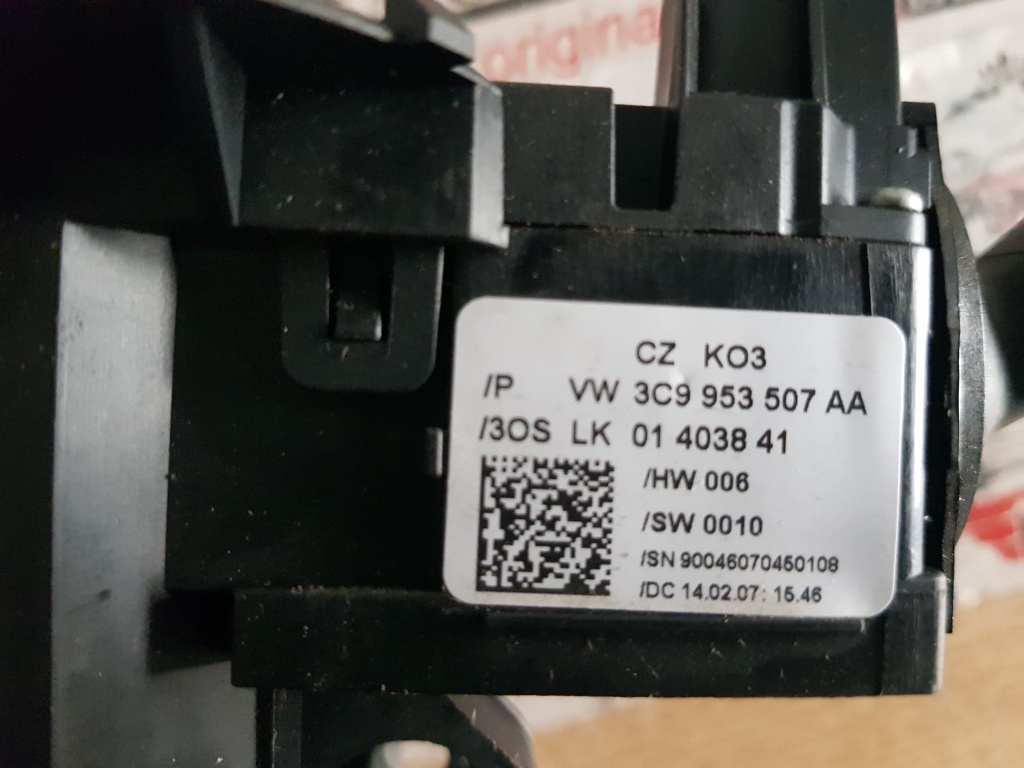 original
CZ KO3
/P VW 3C9 953 507 AA
/3OS LK 01 4038 41
/HW 006
/SW 0010
/SN 90046070450108
/DC 14.02.07: 15.46